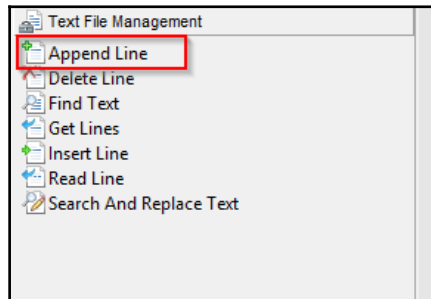 Text File Management
Append Line
Delete Line
Find Text
Get Lines
Insert Line
Read Line
Search And Replace Text